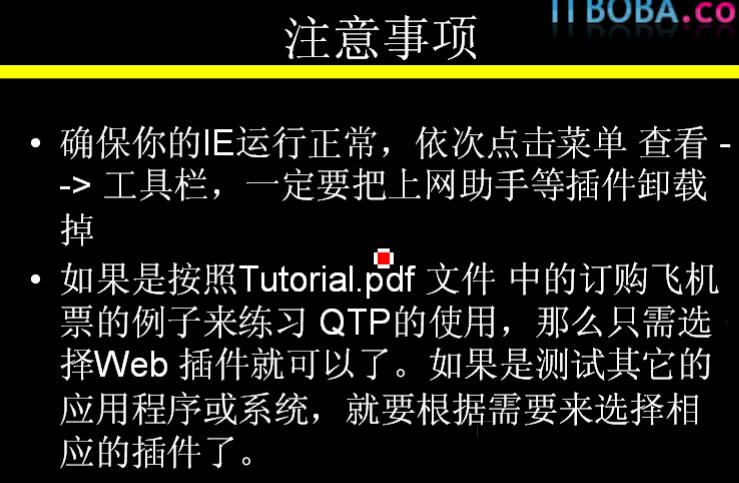 ITBOBA.co
注意事项
• 确保你的IE运行正常，依次点击菜单 查看 -
-> 工具栏，一定要把上网助手等插件卸载
掉
• 如果是按照Tutorial.pdf 文件 中的订购飞机
票的例子来练习 QTP的使用，那么只需选
择Web 插件就可以了。如果是测试其它的
应用程序或系统，就要根据需要来选择相
应的插件了。